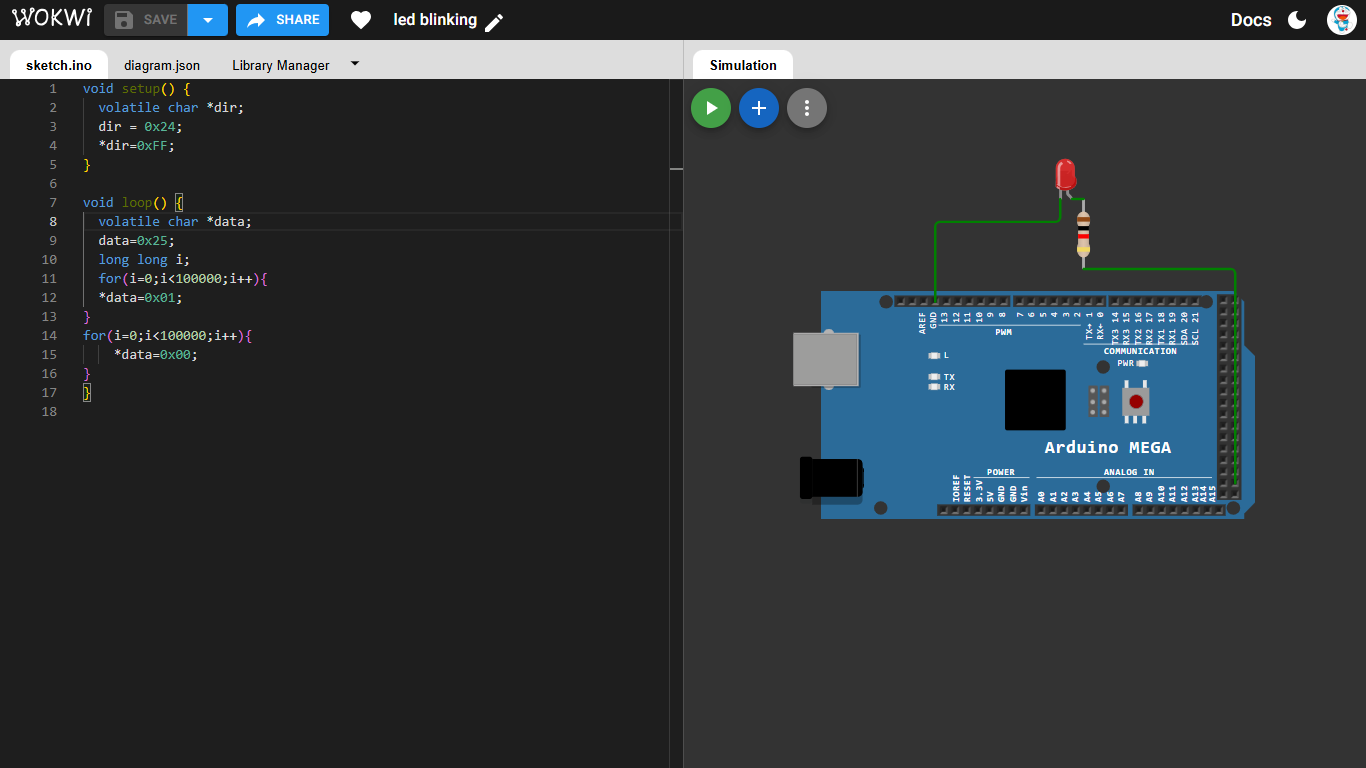 WOKWI SAVE SHARE led blinking Docs
sketch.ino diagram.json Library Manager Simulation
1 void setup() {
2 volatile char *dir;
3 dir = 0x24;
4 *dir=0xFF;
5 }
6
7 void loop() {
8 volatile char *data;
9 data=0x25;
10 long long i;
11 for(i=0;i<100000;i++){
12 *data=0x01;
13 }
14 for(i=0;i<100000;i++){
15 *data=0x00;
16 }
17 }
18
AREF GND 13 12 11 10 9 8 7 6 5 4 3 2 TX→ 1 RX← 0 TX3 14 RX3 15 TX2 16 RX2 17 TX1 18 RX1 19 SDA 20 SCL 21
PWM
COMMUNICATION
L
PWR
TX
RX
Arduino MEGA
POWER ANALOG IN
IOREF RESET 3.3V 5V GND GND Vin A0 A1 A2 A3 A4 A5 A6 A7 A8 A9 A10 A11 A12 A13 A14 A15